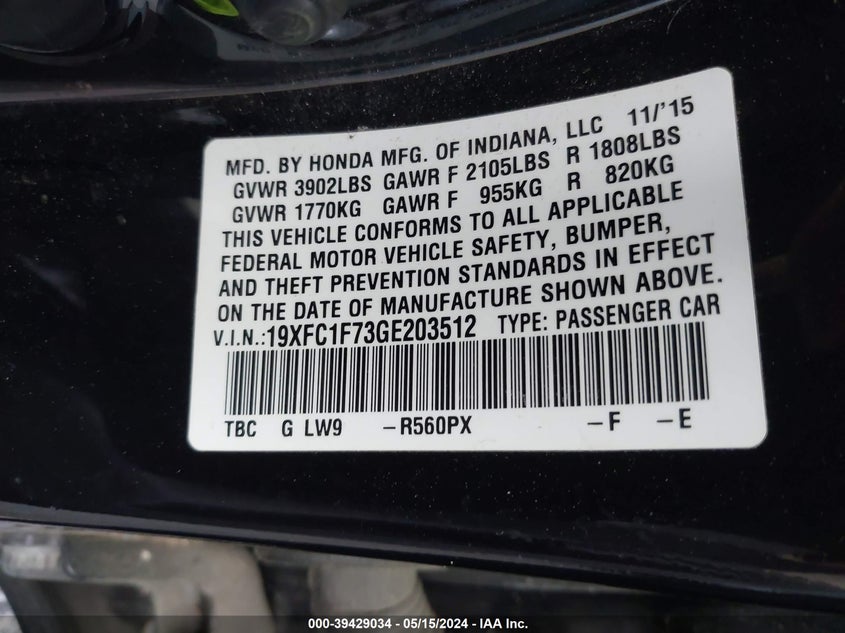 MFD. BY HONDA MFG. OF INDIANA, LLC 11/'15
GVWR 3902LBS GAWR F 2105LBS R 1808LBS
GVWR 1770KG GAWR F 955KG R 820KG
THIS VEHICLE CONFORMS TO ALL APPLICABLE
FEDERAL MOTOR VEHICLE SAFETY, BUMPER,
AND THEFT PREVENTION STANDARDS IN EFFECT
ON THE DATE OF MANUFACTURE SHOWN ABOVE.
V.I.N.:19XFC1F73GE203512 TYPE: PASSENGER CAR
TBC G LW9 -R560PX -F -E
000-39429034 - 05/15/2024 - IAA Inc.